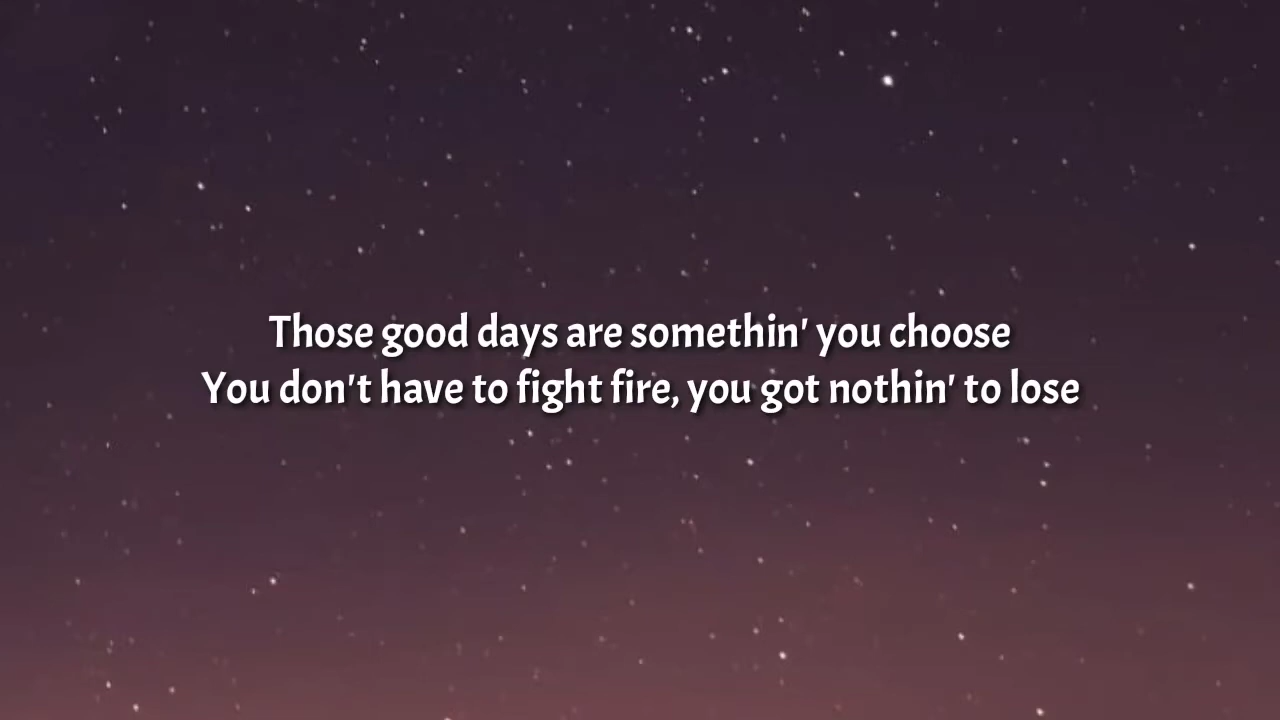 Those good days are somethin' you choose
You don't have to fight fire, you got nothin' to lose